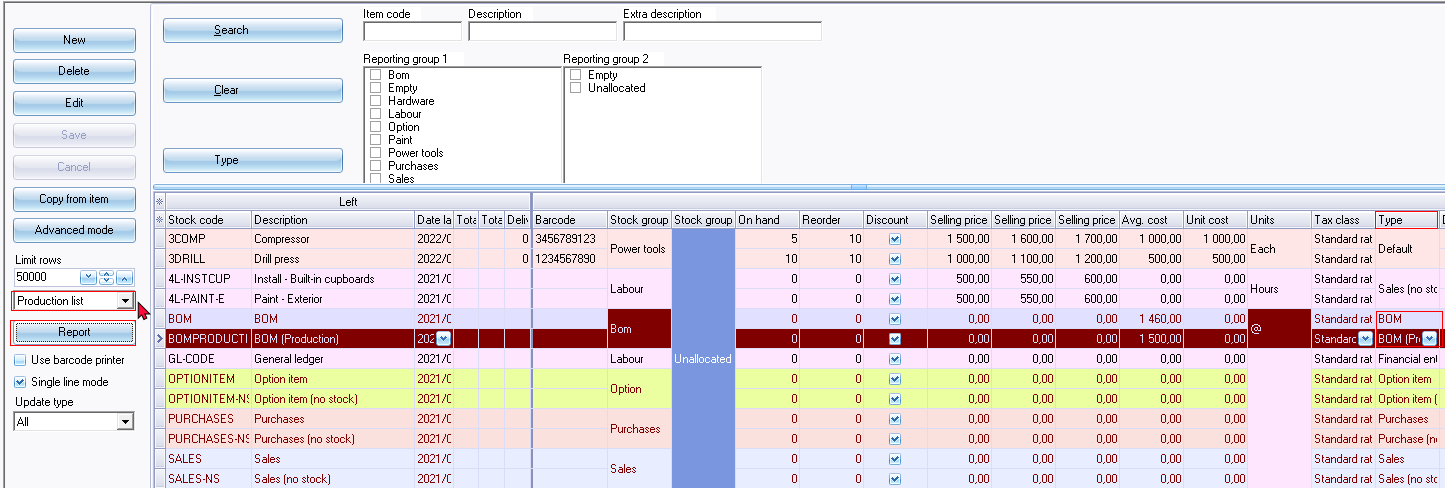 New
Delete
Edit
Save
Cancel
Copy from item
Advanced mode
Limit rows
50000
Production list
Report
Use barcode printer
Single line mode
Update type
All
Search
Clear
Type
Item code
Description
Extra description
Reporting group 1
Bom
Empty
Hardware
Labour
Option
Paint
Power tools
Purchases
Sales
Reporting group 2
Empty
Unallocated
Left
Stock code Description Date la Tota Tota Deliv Barcode Stock group Stock group On hand Reorder Discount Selling price Selling price Selling price Avg. cost Unit cost Units Tax class Type D
3COMP Compressor 2022/0 0 3456789123 Power tools 5 10 1 500,00 1 600,00 1 700,00 1 000,00 1 000,00 Each Standard rat Default
3DRILL Drill press 2022/0 0 1234567890 10 10 1 000,00 1 100,00 1 200,00 500,00 500,00 Standard rat
4L-INSTCUP Install - Built-in cupboards 2021/0 Labour 0 0 500,00 550,00 600,00 0,00 0,00 Hours Standard rat Sales (no stoc
4L-PAINT-E Paint - Exterior 2021/0 0 0 500,00 550,00 600,00 0,00 0,00 Standard rat
BOM BOM 2021/0 Bom 0 0 0,00 0,00 0,00 1 460,00 0,00 @ Standard rat BOM
BOMPRODUCTI BOM (Production) 202 0 0 0,00 0,00 0,00 1 500,00 0,00 Standarc BOM (Pr
GL-CODE General ledger 2021/0 Labour Unallocated 0 0 0,00 0,00 0,00 0,00 0,00 Standard rat Financial ent
OPTIONITEM Option item 2021/0 Option 0 0 0,00 0,00 0,00 0,00 0,00 Standard rat Option item
OPTIONITEM-NS Option item (no stock) 2021/0 0 0 0,00 0,00 0,00 0,00 0,00 Standard rat Option item (
PURCHASES Purchases 2021/0 Purchases 0 0 0,00 0,00 0,00 0,00 0,00 Standard rat Purchases
PURCHASES-NS Purchases (no stock) 2021/0 0 0 0,00 0,00 0,00 0,00 0,00 Standard rat Purchase (no
SALES Sales 2021/0 Sales 0 0 0,00 0,00 0,00 0,00 0,00 Standard rat Sales
SALES-NS Sales (no stock) 2021/0 0 0 0,00 0,00 0,00 0,00 0,00 Standard rat Sales (no stc